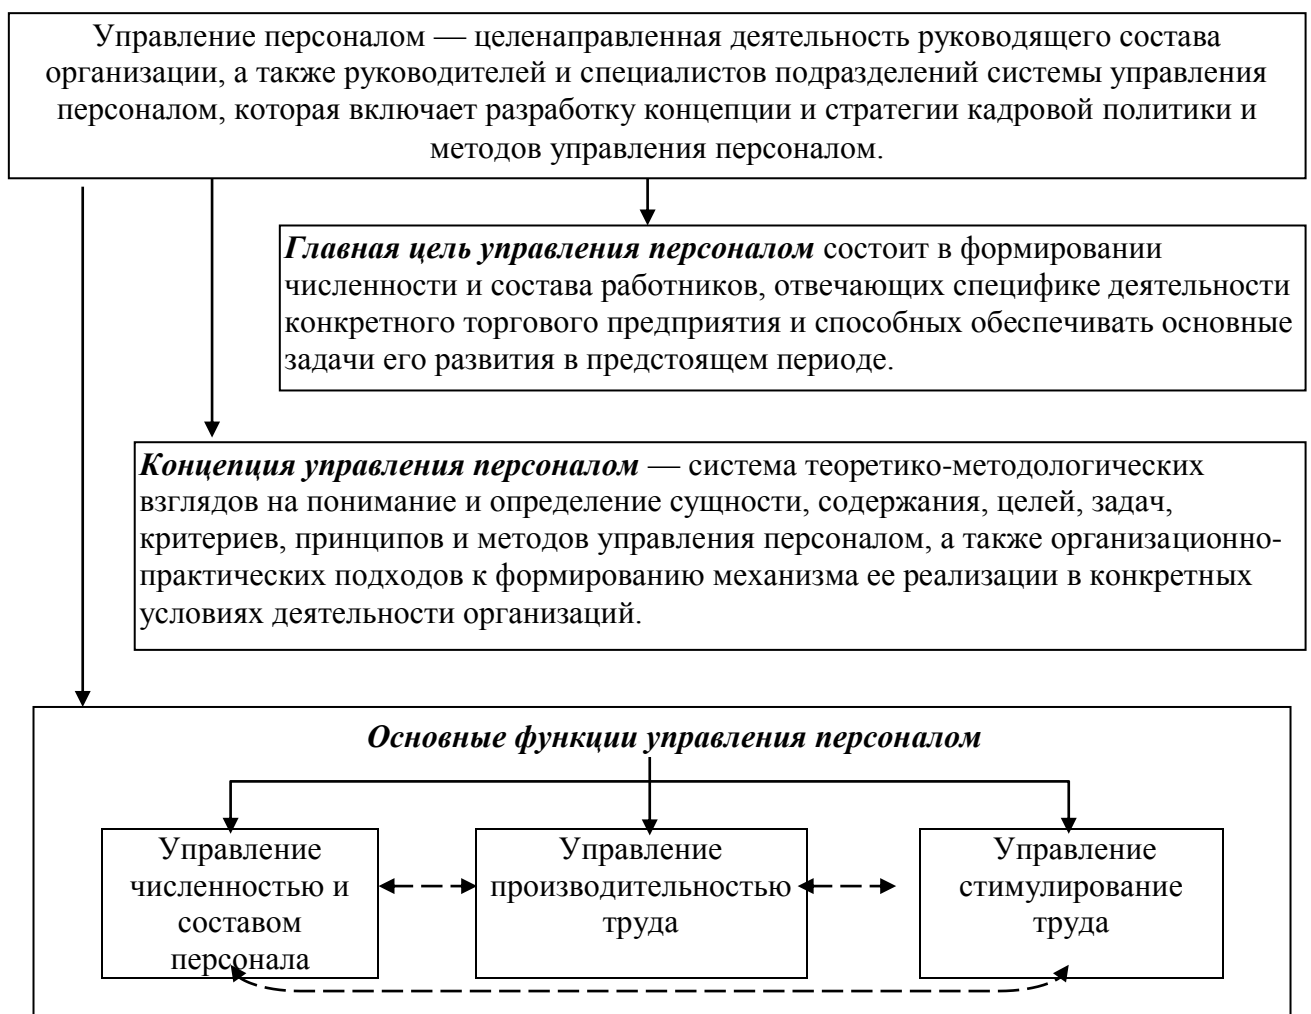 Управление персоналом — целенаправленная деятельность руководящего состава
организации, а также руководителей и специалистов подразделений системы управления
персоналом, которая включает разработку концепции и стратегии кадровой политики и
методов управления персоналом.
Главная цель управления персоналом состоит в формировании
численности и состава работников, отвечающих специфике деятельности
конкретного торгового предприятия и способных обеспечивать основные
задачи его развития в предстоящем периоде.
Концепция управления персоналом — система теоретико-методологических
взглядов на понимание и определение сущности, содержания, целей, задач,
критериев, принципов и методов управления персоналом, а также организационно-
практических подходов к формированию механизма ее реализации в конкретных
условиях деятельности организаций.
Основные функции управления персоналом
Управление
численностью и
составом
персонала
Управление
производительностью
труда
Управление
стимулирование
труда